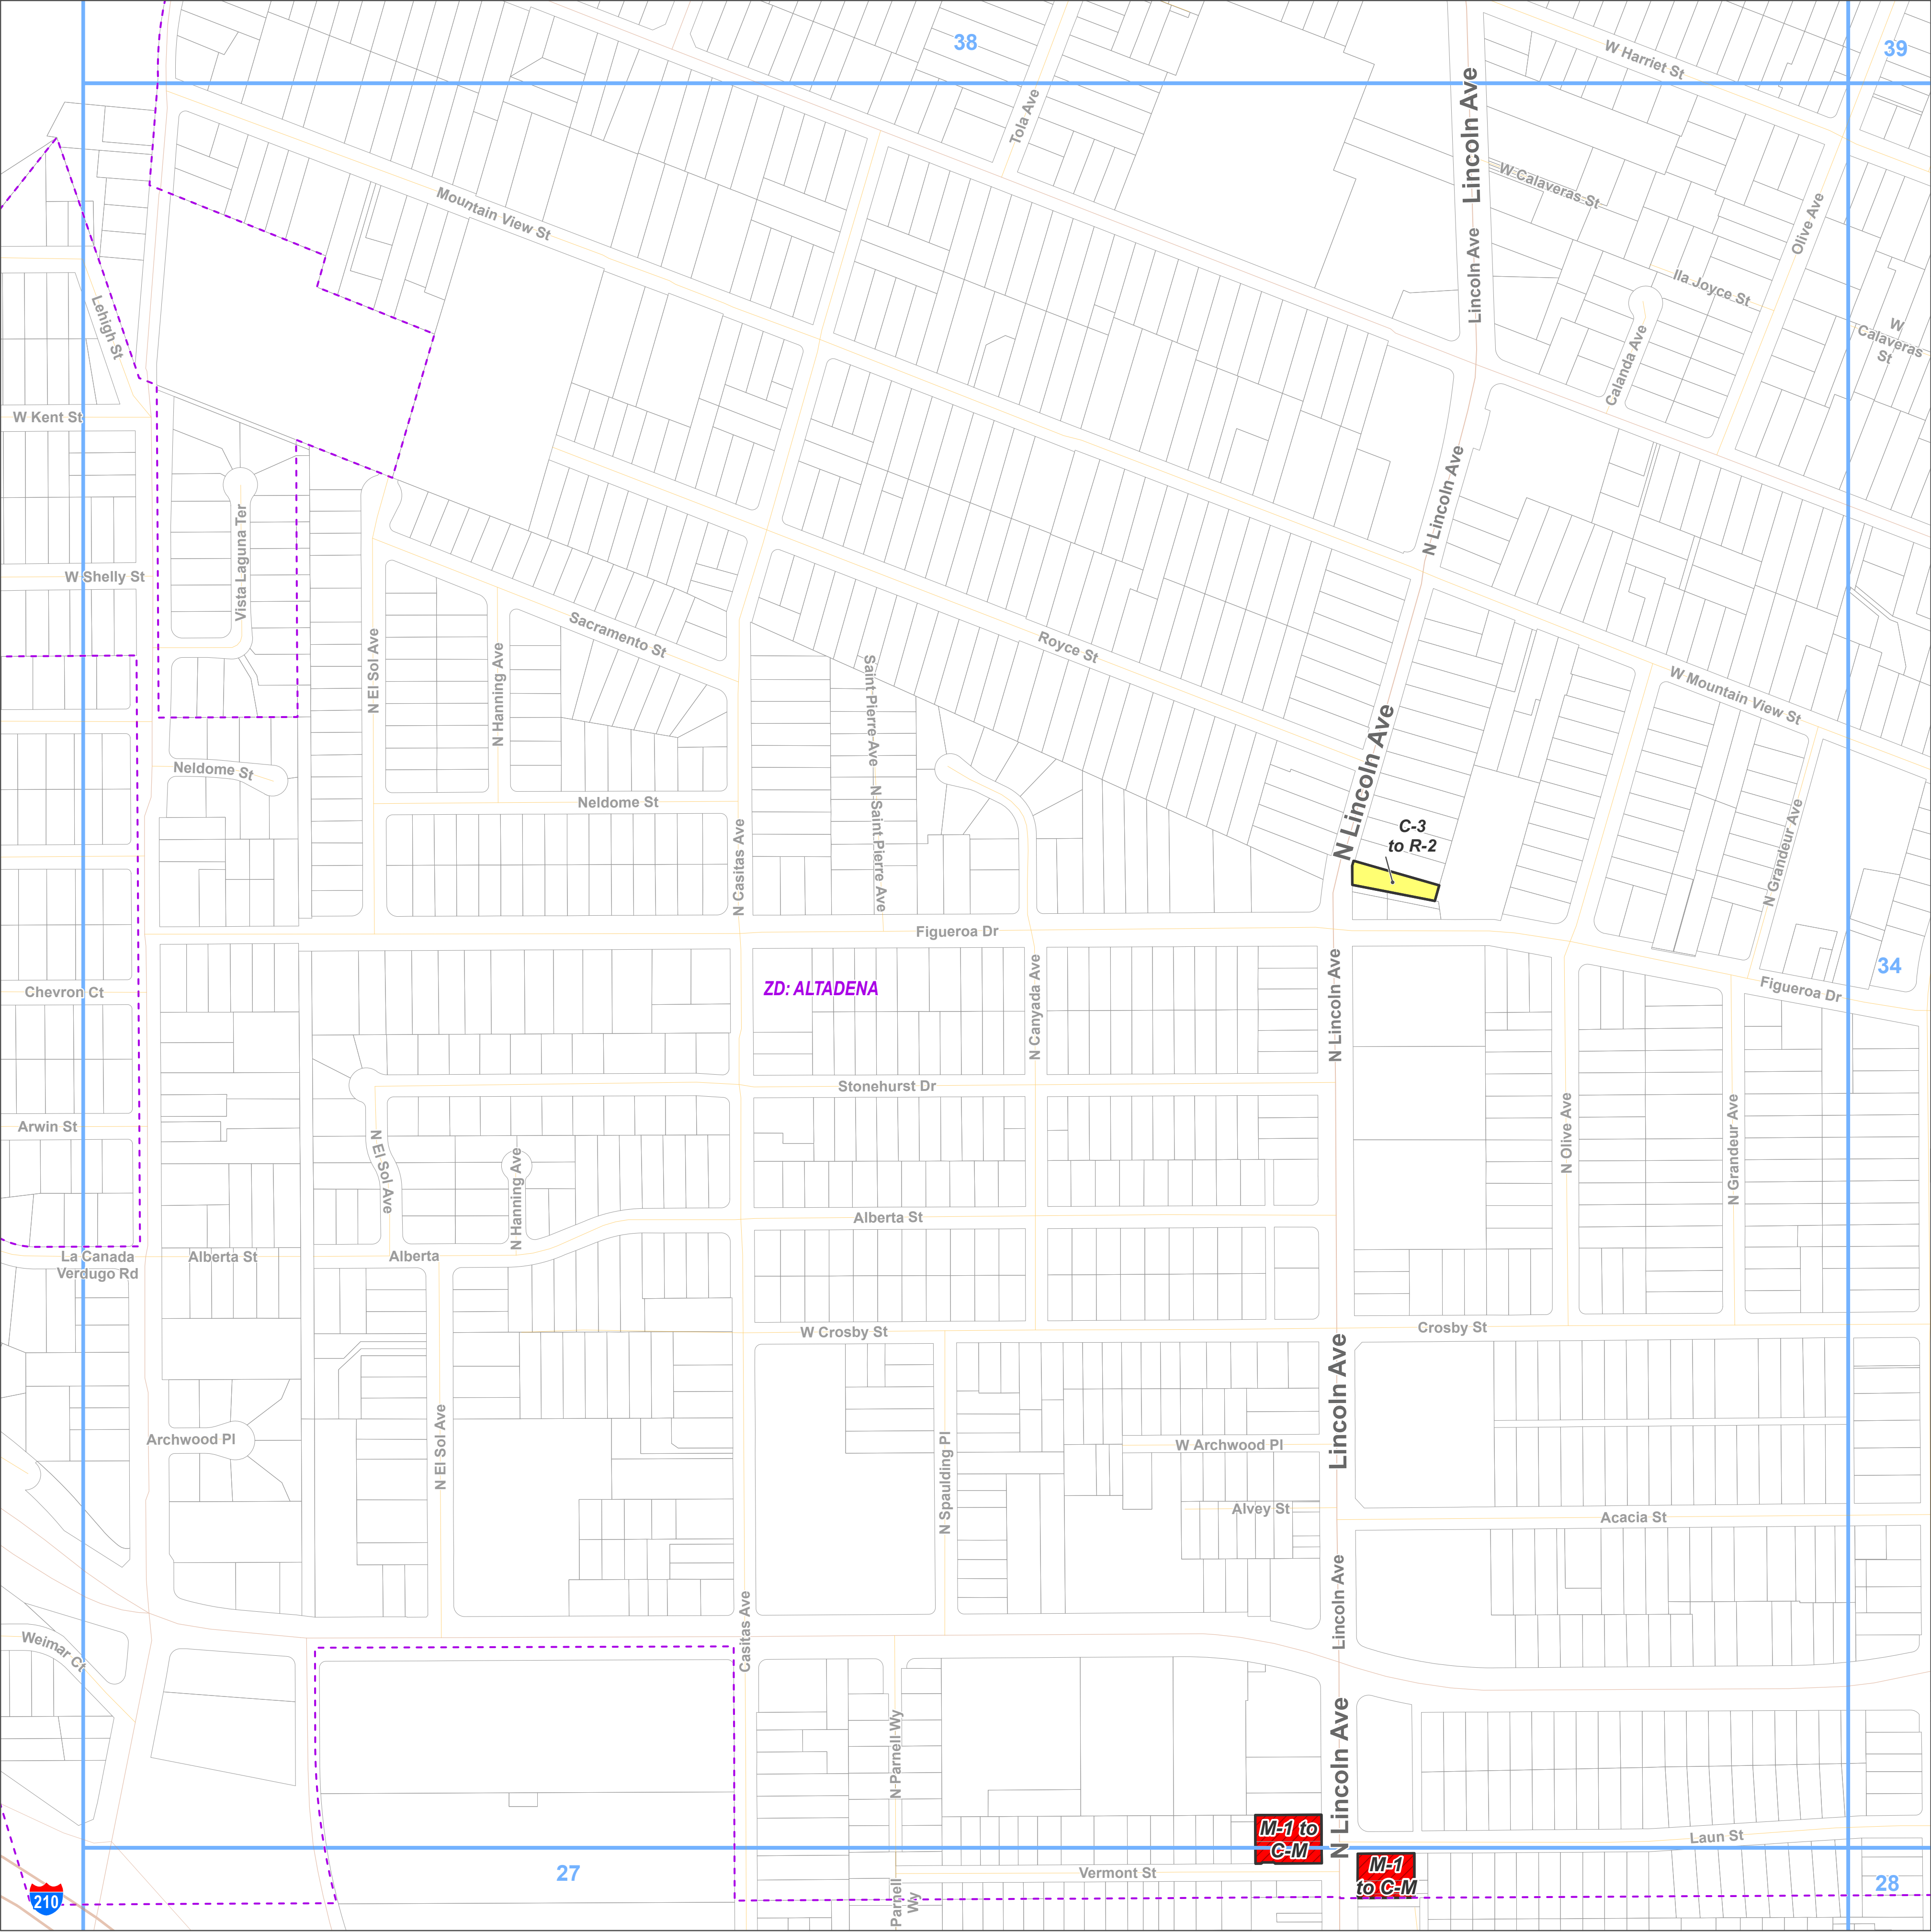 38
39
W Harriet St
Tola Ave
Lincoln Ave
W Calaveras St
Olive Ave
Mountain View St
Lincoln Ave
Ila Joyce St
Lehigh St
Calanda Ave
W
Calaveras
St
W Kent St
N Lincoln Ave
Vista Laguna Ter
W Shelly St
Sacramento St
Royce St
N El Sol Ave
N Hanning Ave
Saint Pierre Ave
W Mountain View St
N Lincoln Ave
Neldome St
Neldome St
N Casitas Ave
N Saint Pierre Ave
C-3
to R-2
N Grandeur Ave
Figueroa Dr
34
ZD: ALTADENA
Chevron Ct
N Canyada Ave
N Lincoln Ave
Figueroa Dr
Stonehurst Dr
Arwin St
N El Sol Ave
N Hanning Ave
N Olive Ave
N Grandeur Ave
Alberta St
La Canada
Verdugo Rd
Alberta St
Alberta
W Crosby St
Crosby St
Lincoln Ave
Archwood Pl
N El Sol Ave
N Spaulding Pl
W Archwood Pl
Alvey St
Acacia St
Lincoln Ave
Weimar Ct
Casitas Ave
N Parnell Wy
N Lincoln Ave
M-1 to
C-M
Laun St
27
Vermont St
M-1
to C-M
28
210
Parnell
Wy